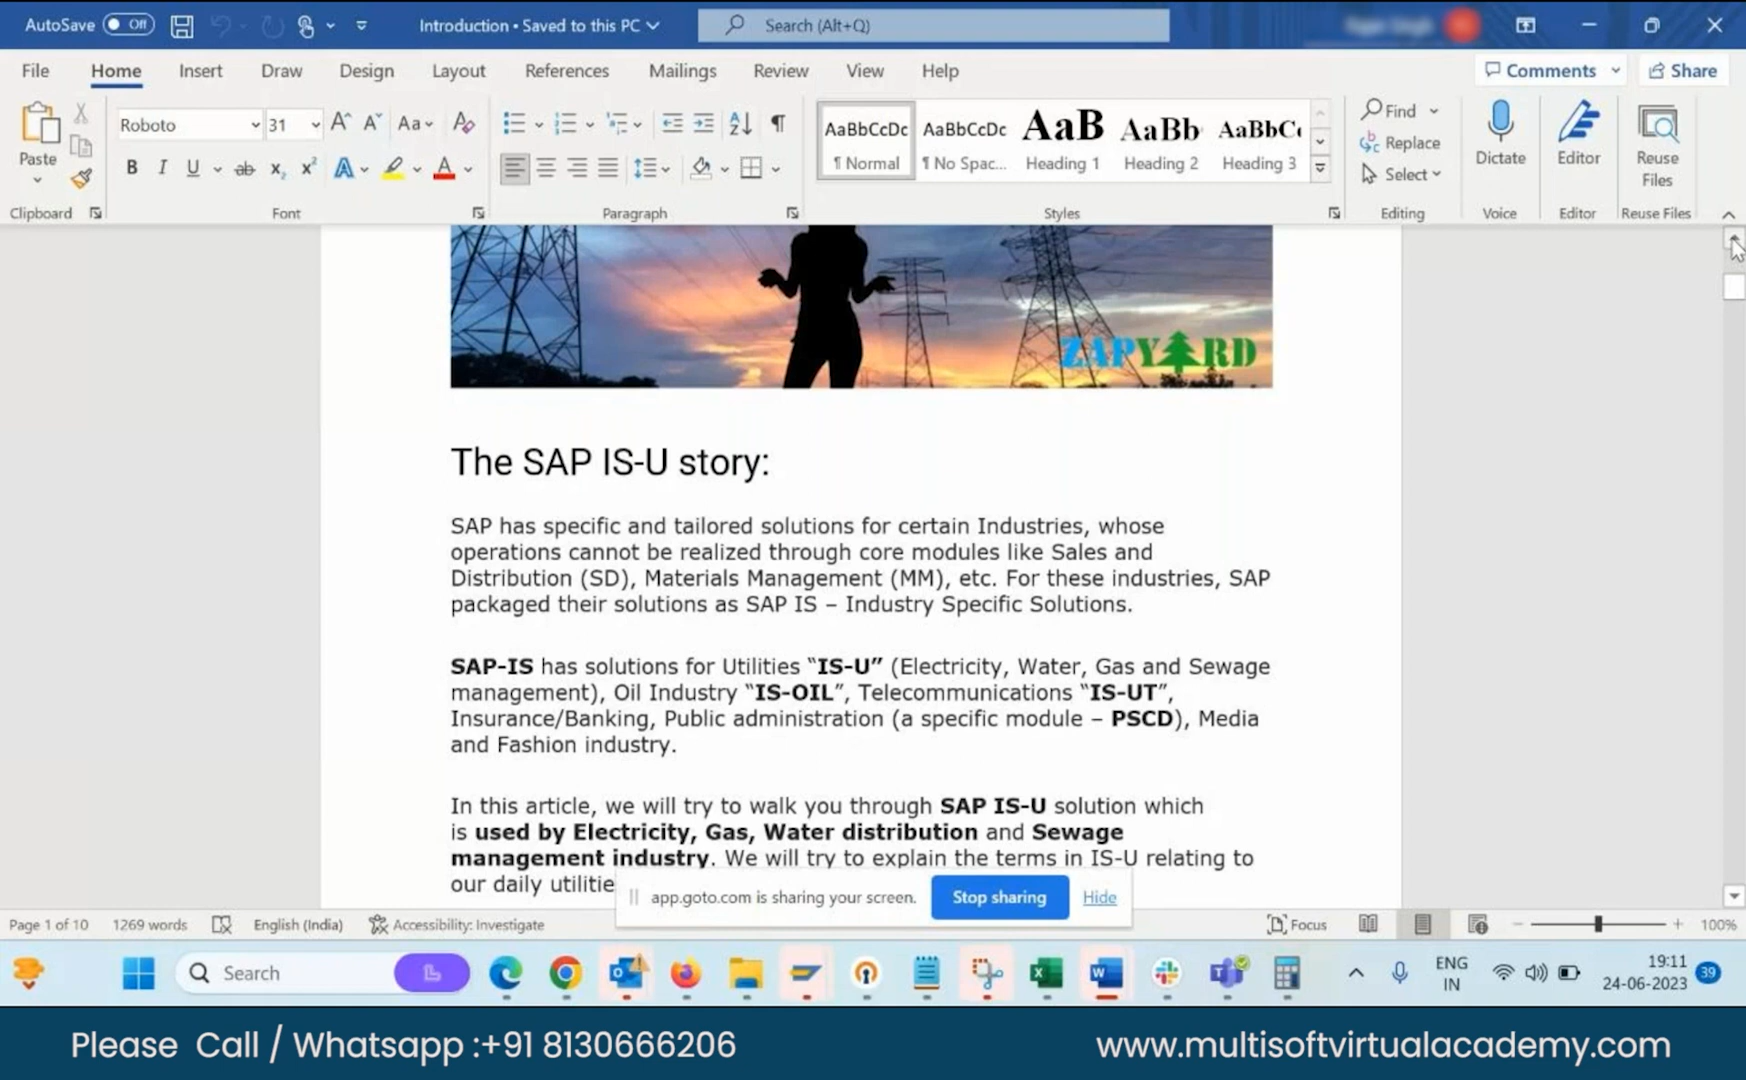 AutoSave Off Introduction • Saved to this PC Search (Alt+Q)
File Home Insert Draw Design Layout References Mailings Review View Help Comments Share
Paste
Clipboard
Roboto 31 Aa
B I U ab x₂ x² A A
Font
Paragraph
AaBbCcDc AaBbCcDc AaB AaBb AaBbCc
¶ Normal ¶ No Spac... Heading 1 Heading 2 Heading 3
Styles
Find
Replace
Select
Editing
Dictate
Voice
Editor
Editor
Reuse
Files
Reuse Files
ZAPYARD
The SAP IS-U story:
SAP has specific and tailored solutions for certain Industries, whose
operations cannot be realized through core modules like Sales and
Distribution (SD), Materials Management (MM), etc. For these industries, SAP
packaged their solutions as SAP IS – Industry Specific Solutions.
SAP-IS has solutions for Utilities “IS-U” (Electricity, Water, Gas and Sewage
management), Oil Industry “IS-OIL”, Telecommunications “IS-UT”,
Insurance/Banking, Public administration (a specific module – PSCD), Media
and Fashion industry.
In this article, we will try to walk you through SAP IS-U solution which
is used by Electricity, Gas, Water distribution and Sewage
management industry. We will try to explain the terms in IS-U relating to
our daily utilitie
app.goto.com is sharing your screen. Stop sharing Hide
Page 1 of 10 1269 words English (India) Accessibility: Investigate Focus 100%
Search
ENG
IN
19:11
24-06-2023
39
Please Call / Whatsapp :+91 8130666206 www.multisoftvirtualacademy.com